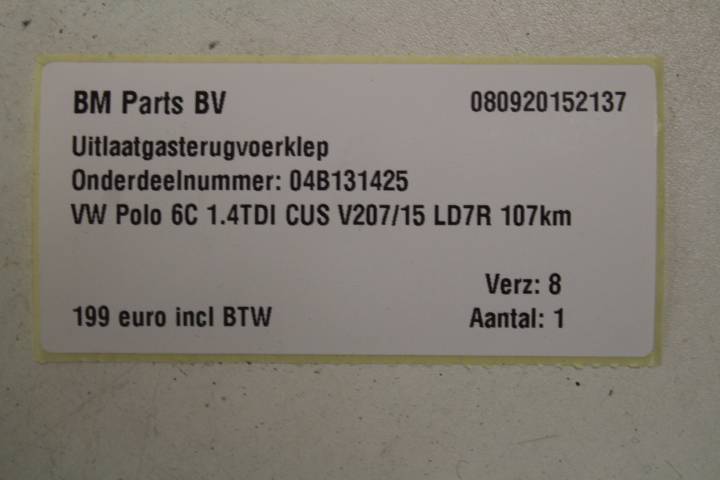 BM Parts BV 080920152137
Uitlaatgasterugvoerklep
Onderdeelnummer: 04B131425
VW Polo 6C 1.4TDI CUS V207/15 LD7R 107km
Verz: 8
199 euro incl BTW Aantal: 1